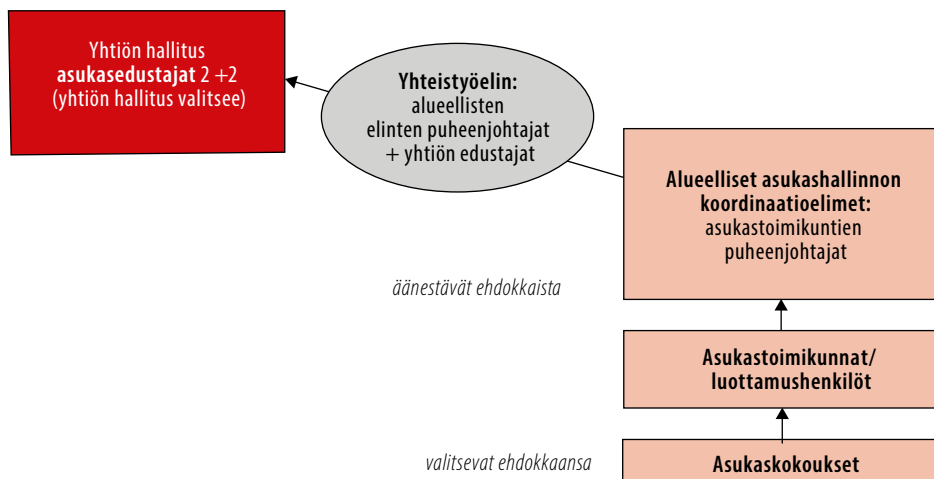 Yhtiön hallitus
asukasedustajat 2 +2
(yhtiön hallitus valitsee)
Yhteistyöelin:
alueellisten
elinten puheenjohtajat
+ yhtiön edustajat
Alueelliset asukashallinnon
koordinaatioelimet:
asukastoimikuntien
puheenjohtajat
äänestävät ehdokkaista
Asukastoimikunnat/
luottamushenkilöt
valitsevat ehdokkaansa
Asukaskokoukset